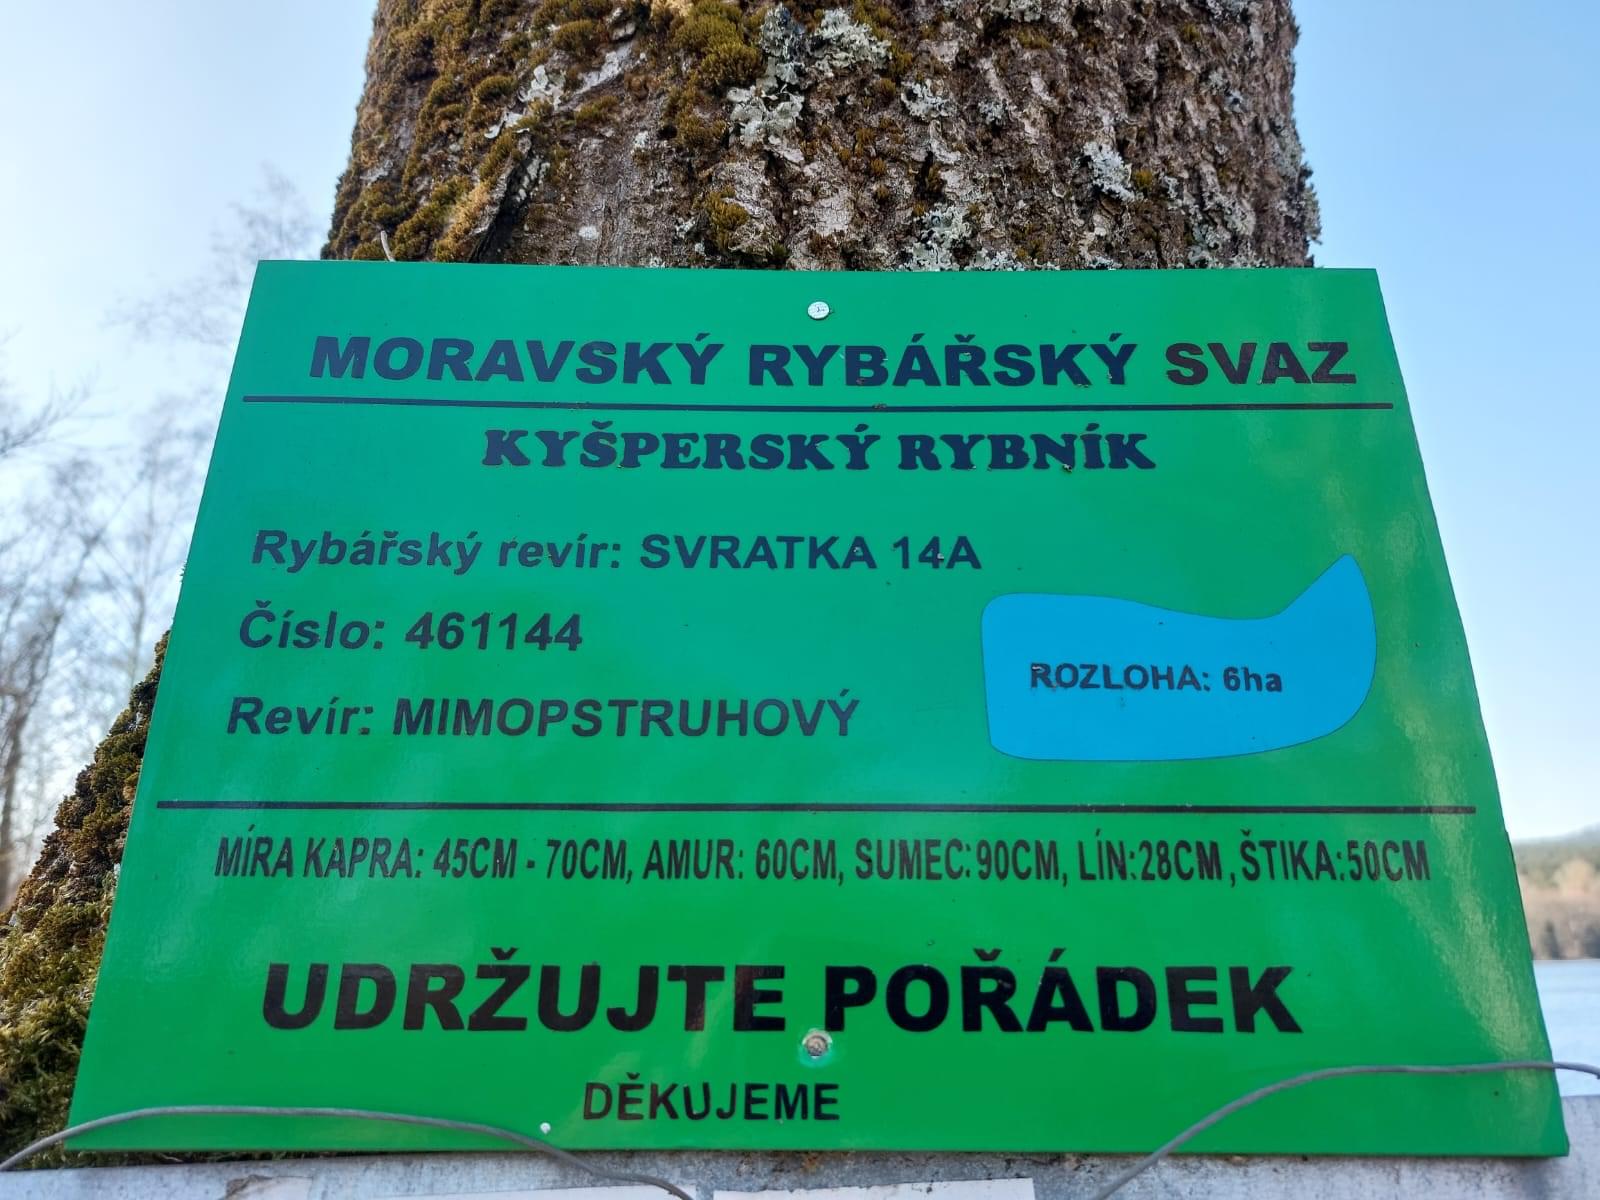 MORAVSKÝ RYBÁŘSKÝ SVAZ
KYŠPERSKÝ RYBNÍK
Rybářský revír: SVRATKA 14A
Číslo: 461144
Revír: MIMOPSTRUHOVÝ
ROZLOHA: 6ha
MÍRA KAPRA: 45CM - 70CM, AMUR: 60CM, SUMEC:90CM, LÍN:28CM ,ŠTIKA:50CM
UDRŽUJTE POŘÁDEK
DĚKUJEME